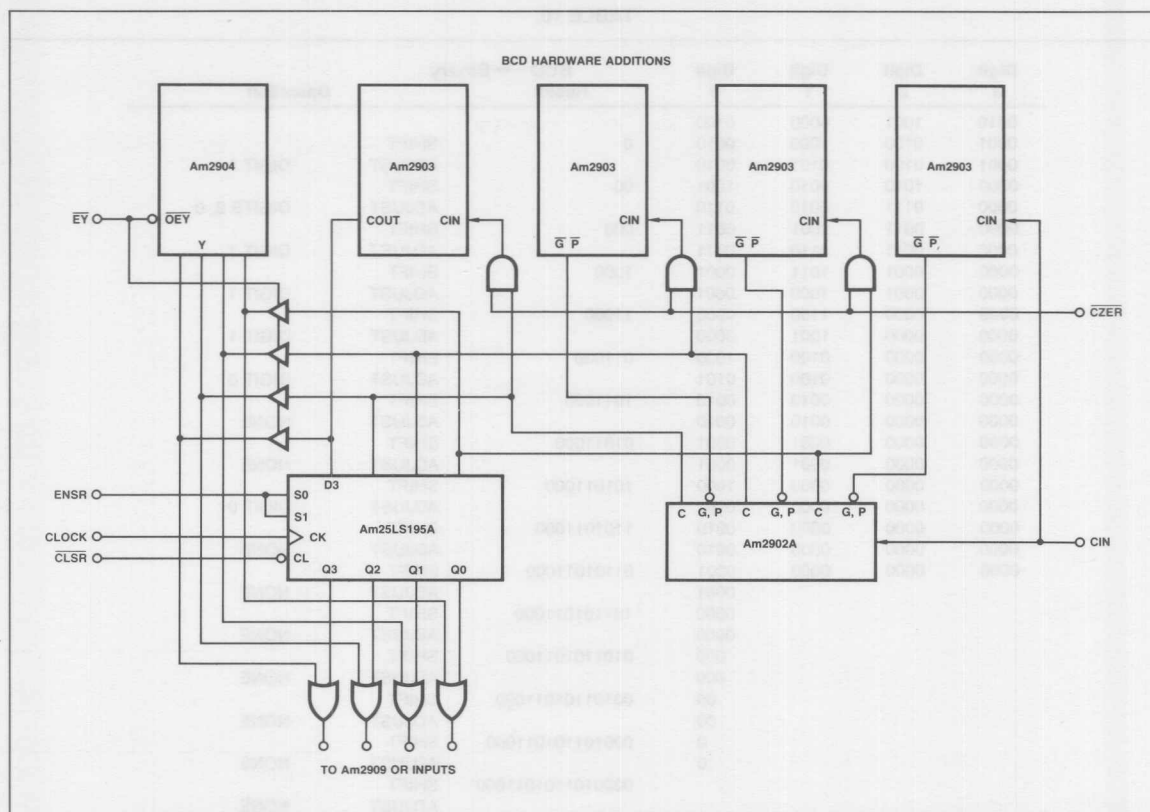 BCD HARDWARE ADDITIONS
Am2904
Am2903
Am2903
Am2903
Am2903
EY
OEY
COUT
CIN
CIN
CIN
CIN
Y
G P
G P
G P
CZER
D3
ENSR
S0
S1
Am25LS195A
CLOCK
CK
CLSR
CL
Q3
Q2
Q1
Q0
C
G, P
C
G, P
C
G, P
Am2902A
CIN
TO Am2909 OR INPUTS